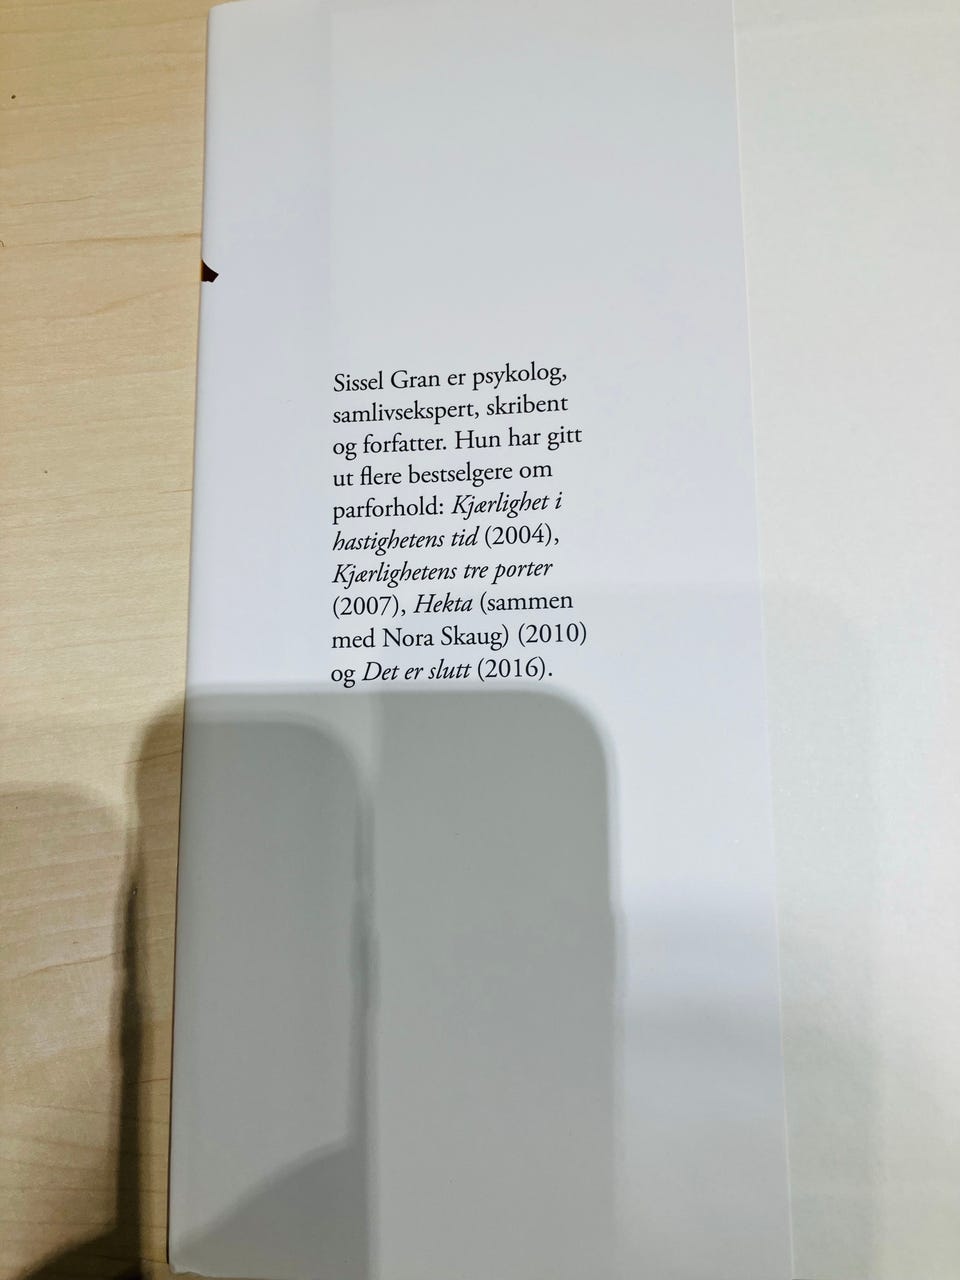 Sissel Gran er psykolog,
samlivsekspert, skribent
og forfatter. Hun har gitt
ut flere bestselgere om
parforhold: Kjærlighet i
hastighetens tid (2004),
Kjærlighetens tre porter
(2007), Hekta (sammen
med Nora Skaug) (2010)
og Det er slutt (2016).